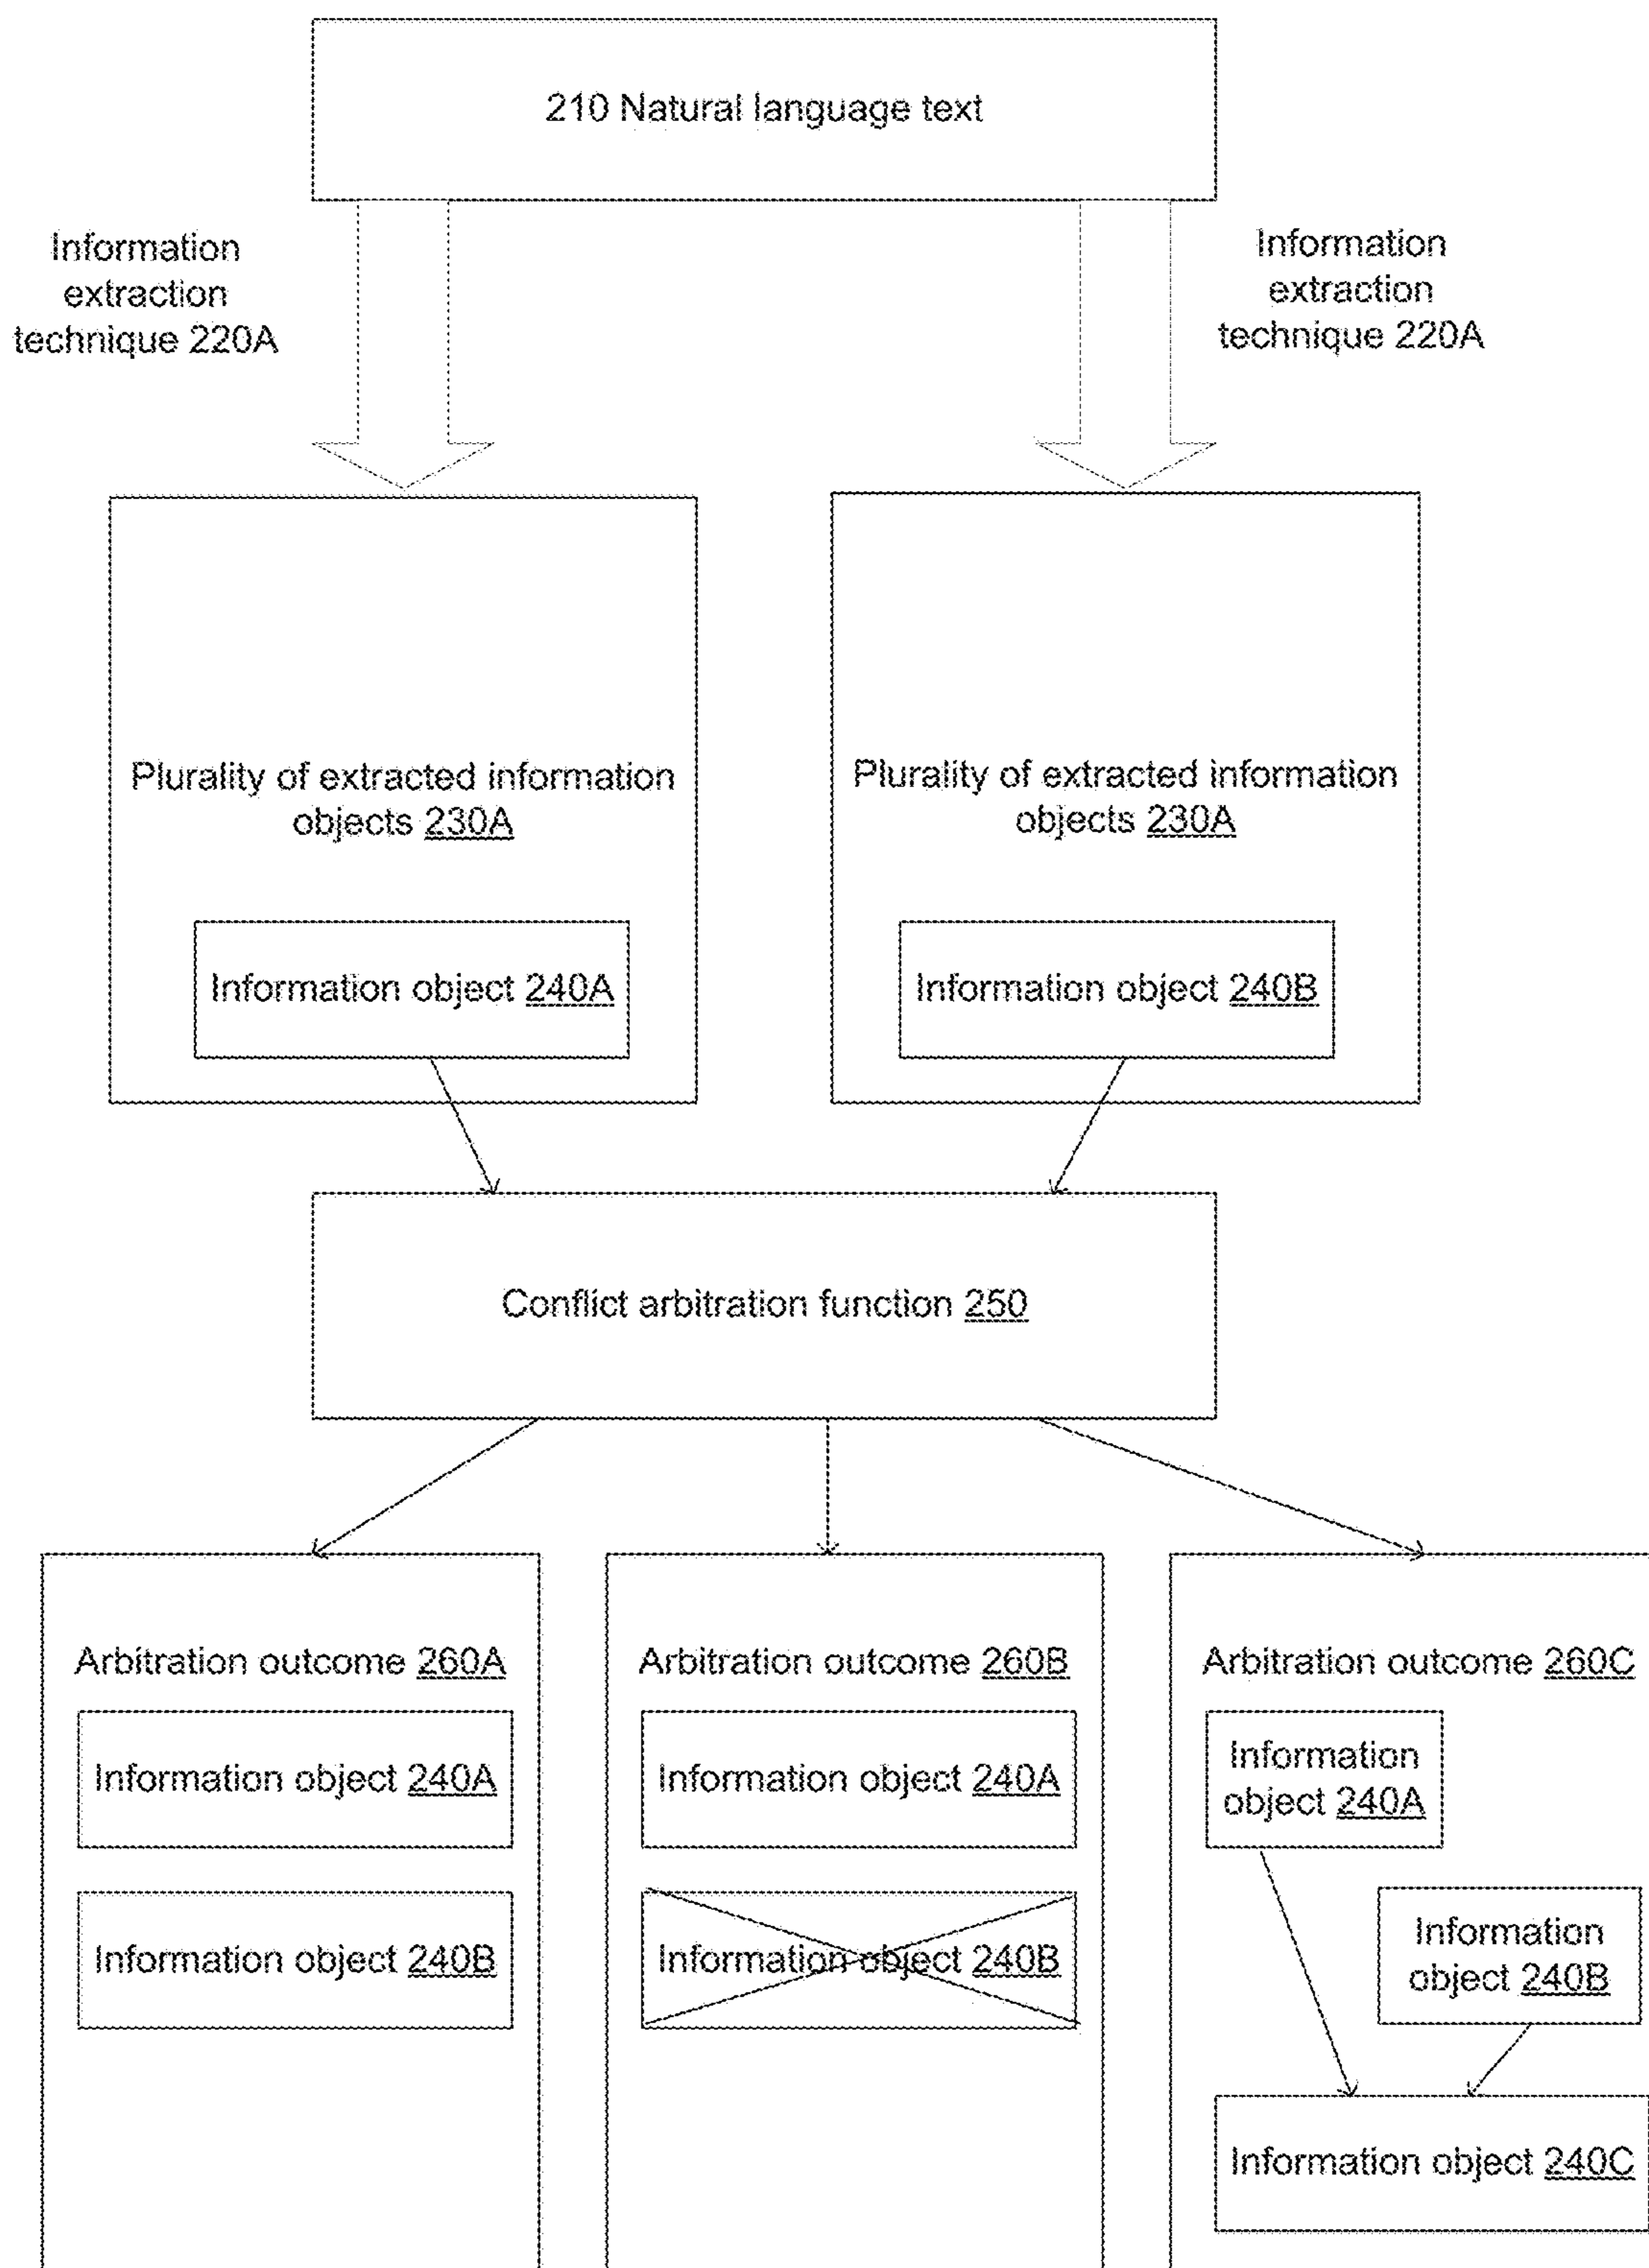 210 Natural language text
Information
extraction
technique 220A
Information
extraction
technique 220A
Plurality of extracted information
objects 230A
Information object 240A
Plurality of extracted information
objects 230A
Information object 240B
Conflict arbitration function 250
Arbitration outcome 260A
Information object 240A
Information object 240B
Arbitration outcome 260B
Information object 240A
Information object 240B
Arbitration outcome 260C
Information
object 240A
Information
object 240B
Information object 240C